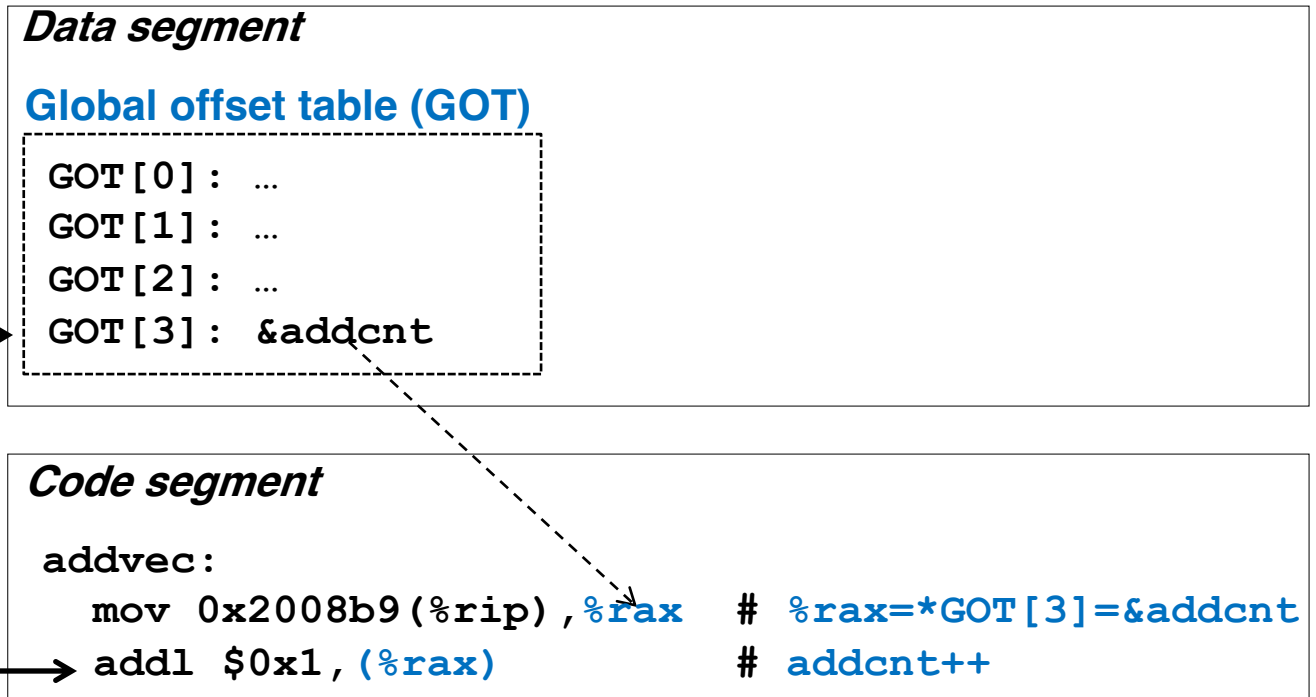 Data segment
Global offset table (GOT)
GOT[0]: …
GOT[1]: …
GOT[2]: …
GOT[3]: &addcnt
Code segment
addvec:
mov 0x2008b9(%rip),%rax # %rax=*GOT[3]=&addcnt
addl $0x1,(%rax) # addcnt++